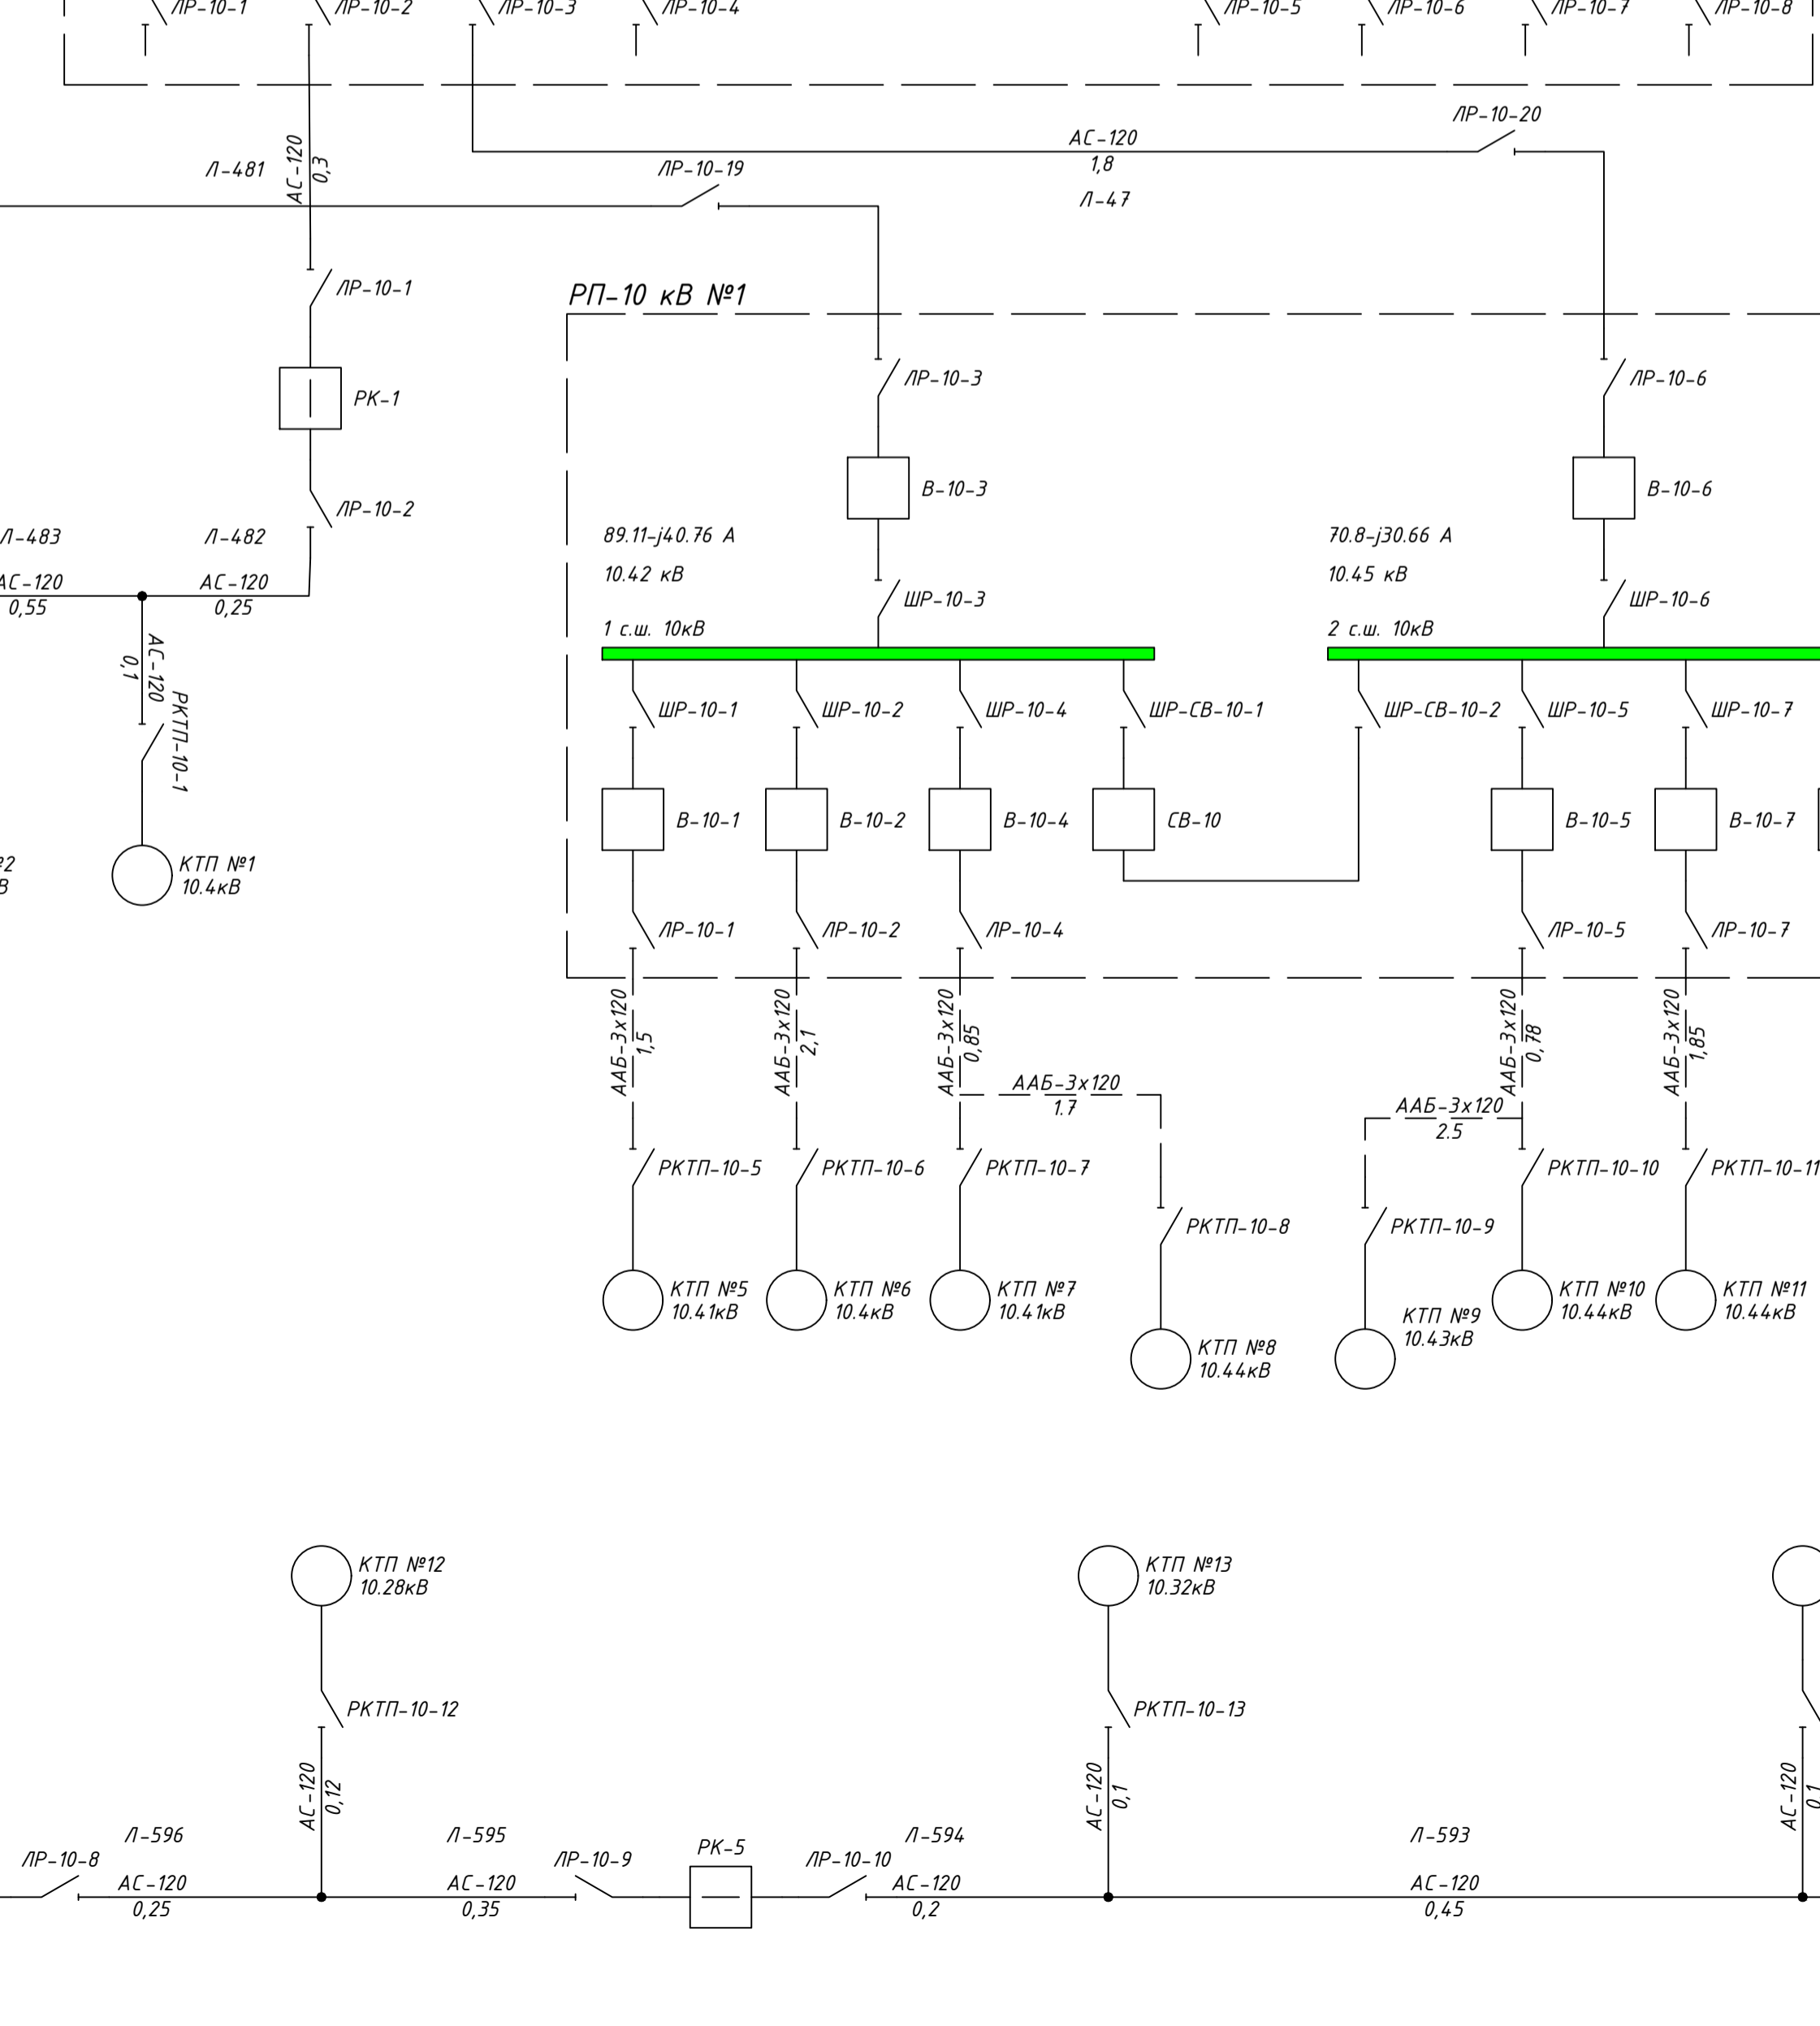 ЛР-10-1
ЛР-10-2
ЛР-10-3
ЛР-10-4
ЛР-10-5
ЛР-10-6
ЛР-10-7
ЛР-10-8
ЛР-10-20
АС-120
1,8
Л-47
Л-481
АС-120
0,3
ЛР-10-19
ЛР-10-1
РК-1
ЛР-10-2
Л-483
Л-482
АС-120
0,55
АС-120
0,25
АС-120
0,1
РКТП-10-1
КТП №1
10.4кВ
РП-10 кВ №1
ЛР-10-3
ЛР-10-6
В-10-3
В-10-6
89.11-j40.76 А
10.42 кВ
70.8-j30.66 А
10.45 кВ
ШР-10-3
ШР-10-6
1 с.ш. 10кВ
2 с.ш. 10кВ
ШР-10-1
ШР-10-2
ШР-10-4
ШР-СВ-10-1
ШР-СВ-10-2
ШР-10-5
ШР-10-7
В-10-1
В-10-2
В-10-4
СВ-10
В-10-5
В-10-7
ЛР-10-1
ЛР-10-2
ЛР-10-4
ЛР-10-5
ЛР-10-7
ААБ-3х120
1,5
ААБ-3х120
2,1
ААБ-3х120
0,85
ААБ-3х120
1.7
ААБ-3х120
2.5
ААБ-3х120
0,78
ААБ-3х120
1,85
РКТП-10-5
РКТП-10-6
РКТП-10-7
РКТП-10-8
РКТП-10-9
РКТП-10-10
РКТП-10-11
КТП №5
10.41кВ
КТП №6
10.4кВ
КТП №7
10.41кВ
КТП №8
10.44кВ
КТП №9
10.43кВ
КТП №10
10.44кВ
КТП №11
10.44кВ
КТП №12
10.28кВ
КТП №13
10.32кВ
РКТП-10-12
РКТП-10-13
АС-120
0,12
АС-120
0,1
АС-120
Л-596
Л-595
РК-5
Л-594
Л-593
ЛР-10-8
ЛР-10-9
ЛР-10-10
АС-120
0,25
АС-120
0,35
АС-120
0,2
АС-120
0,45